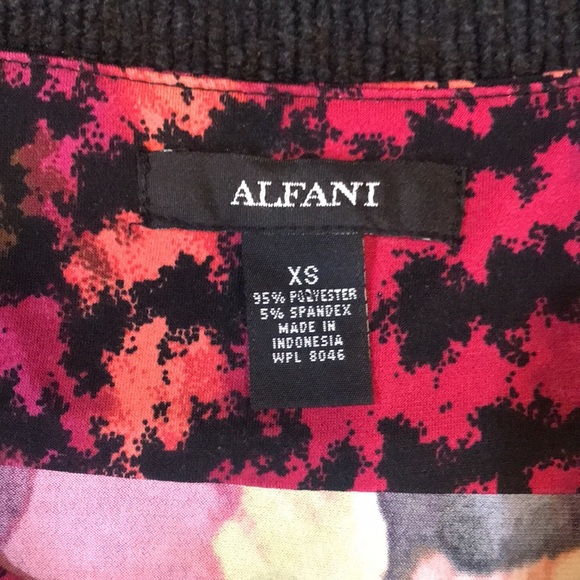 ALFANI
XS
95% POLYESTER
5% SPANDEX
MADE IN
INDONESIA
WPL 8046